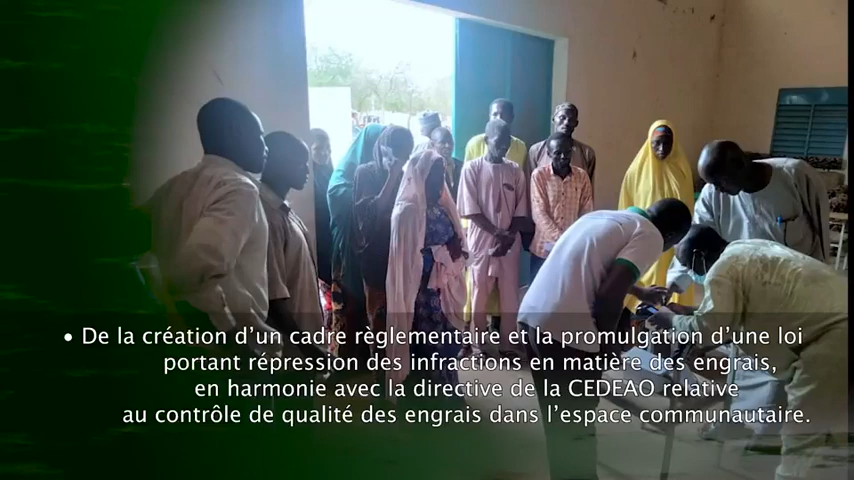 • De la création d'un cadre règlementaire et la promulgation d'une loi
portant répression des infractions en matière des engrais,
en harmonie avec la directive de la CEDEAO relative
au contrôle de qualité des engrais dans l'espace communautaire.